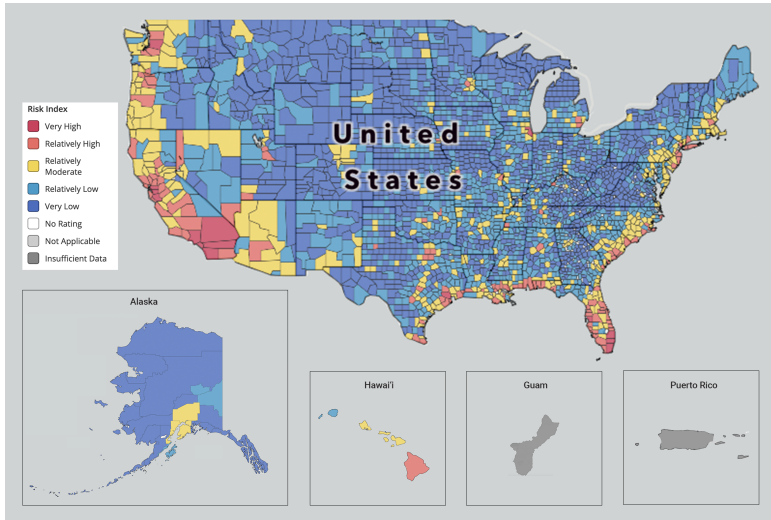 United
States
Risk Index
Very High
Relatively High
Relatively
Moderate
Relatively Low
Very Low
No Rating
Not Applicable
Insufficient Data
Alaska
Hawai'i
Guam
Puerto Rico